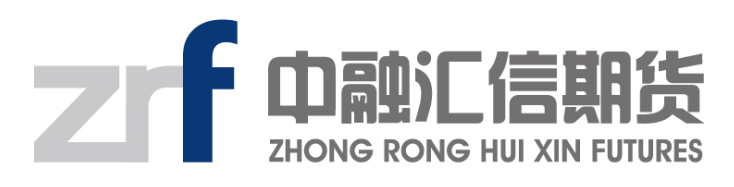 zrf
中融汇信期货
ZHONG RONG HUI XIN FUTURES